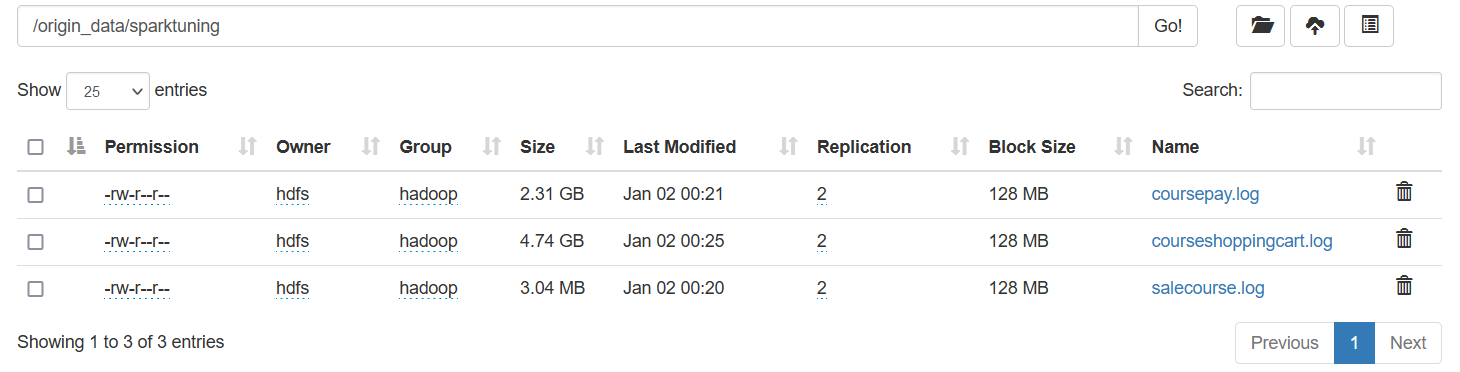 /origin_data/sparktuning Go!
Show 25 entries Search:
Permission Owner Group Size Last Modified Replication Block Size Name
-rw-r--r-- hdfs hadoop 2.31 GB Jan 02 00:21 2 128 MB coursepay.log
-rw-r--r-- hdfs hadoop 4.74 GB Jan 02 00:25 2 128 MB courseshoppingcart.log
-rw-r--r-- hdfs hadoop 3.04 MB Jan 02 00:20 2 128 MB salecourse.log
Showing 1 to 3 of 3 entries Previous 1 Next